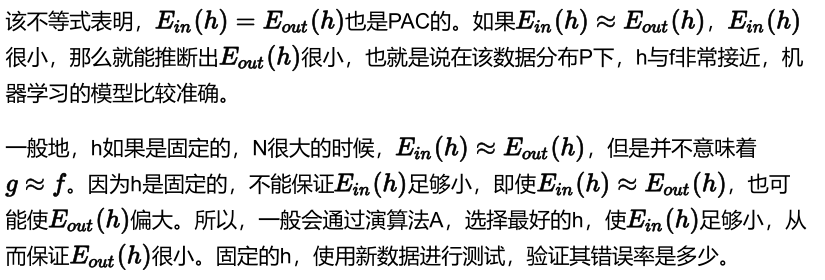 该不等式表明，$E_{in}(h) = E_{out}(h)$也是PAC的。如果$E_{in}(h) \approx E_{out}(h)$，$E_{in}(h)$
很小，那么就能推断出$E_{out}(h)$很小，也就是说在该数据分布P下，h与f非常接近，机
器学习的模型比较准确。
一般地，h如果是固定的，N很大的时候，$E_{in}(h) \approx E_{out}(h)$，但是并不意味着
$g \approx f$。因为h是固定的，不能保证$E_{in}(h)$足够小，即使$E_{in}(h) \approx E_{out}(h)$，也可
能使$E_{out}(h)$偏大。所以，一般会通过演算法A，选择最好的h，使$E_{in}(h)$足够小，从
而保证$E_{out}(h)$很小。固定的h，使用新数据进行测试，验证其错误率是多少。